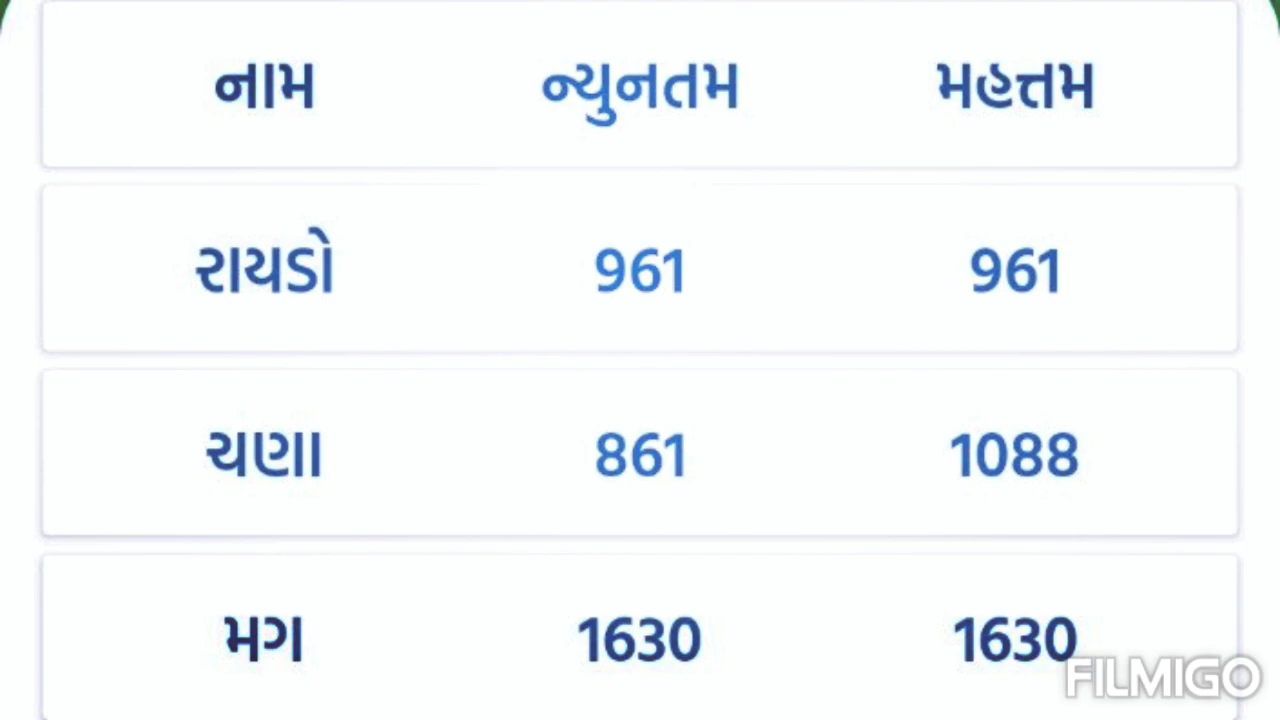 નામ ન્યુનતમ મહત્તમ
રાયડો 961 961
ચણા 861 1088
મગ 1630 1630
FILMIGO